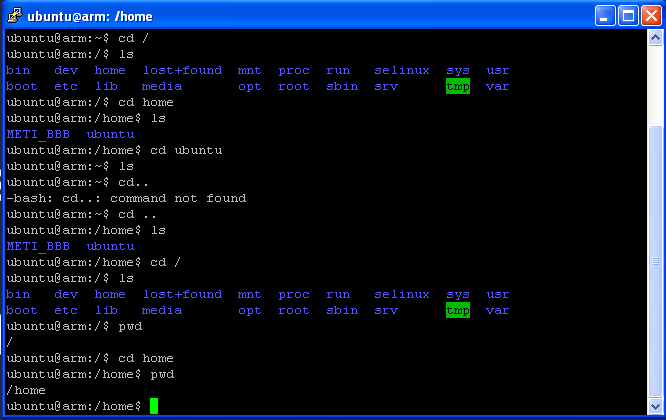 ubuntu@arm: /home
ubuntu@arm:~$ cd /
ubuntu@arm:/$ ls
bin   dev  home  lost+found  mnt  proc  run   selinux  sys  usr
boot  etc  lib   media       opt  root  sbin  srv      tmp  var
ubuntu@arm:/$ cd home
ubuntu@arm:/home$ ls
METI_BBB  ubuntu
ubuntu@arm:/home$ cd ubuntu
ubuntu@arm:~$ ls
ubuntu@arm:~$ cd..
-bash: cd..: command not found
ubuntu@arm:~$ cd ..
ubuntu@arm:/home$ ls
METI_BBB  ubuntu
ubuntu@arm:/home$ cd /
ubuntu@arm:/$ ls
bin   dev  home  lost+found  mnt  proc  run   selinux  sys  usr
boot  etc  lib   media       opt  root  sbin  srv      tmp  var
ubuntu@arm:/$ pwd
/
ubuntu@arm:/$ cd home
ubuntu@arm:/home$ pwd
/home
ubuntu@arm:/home$